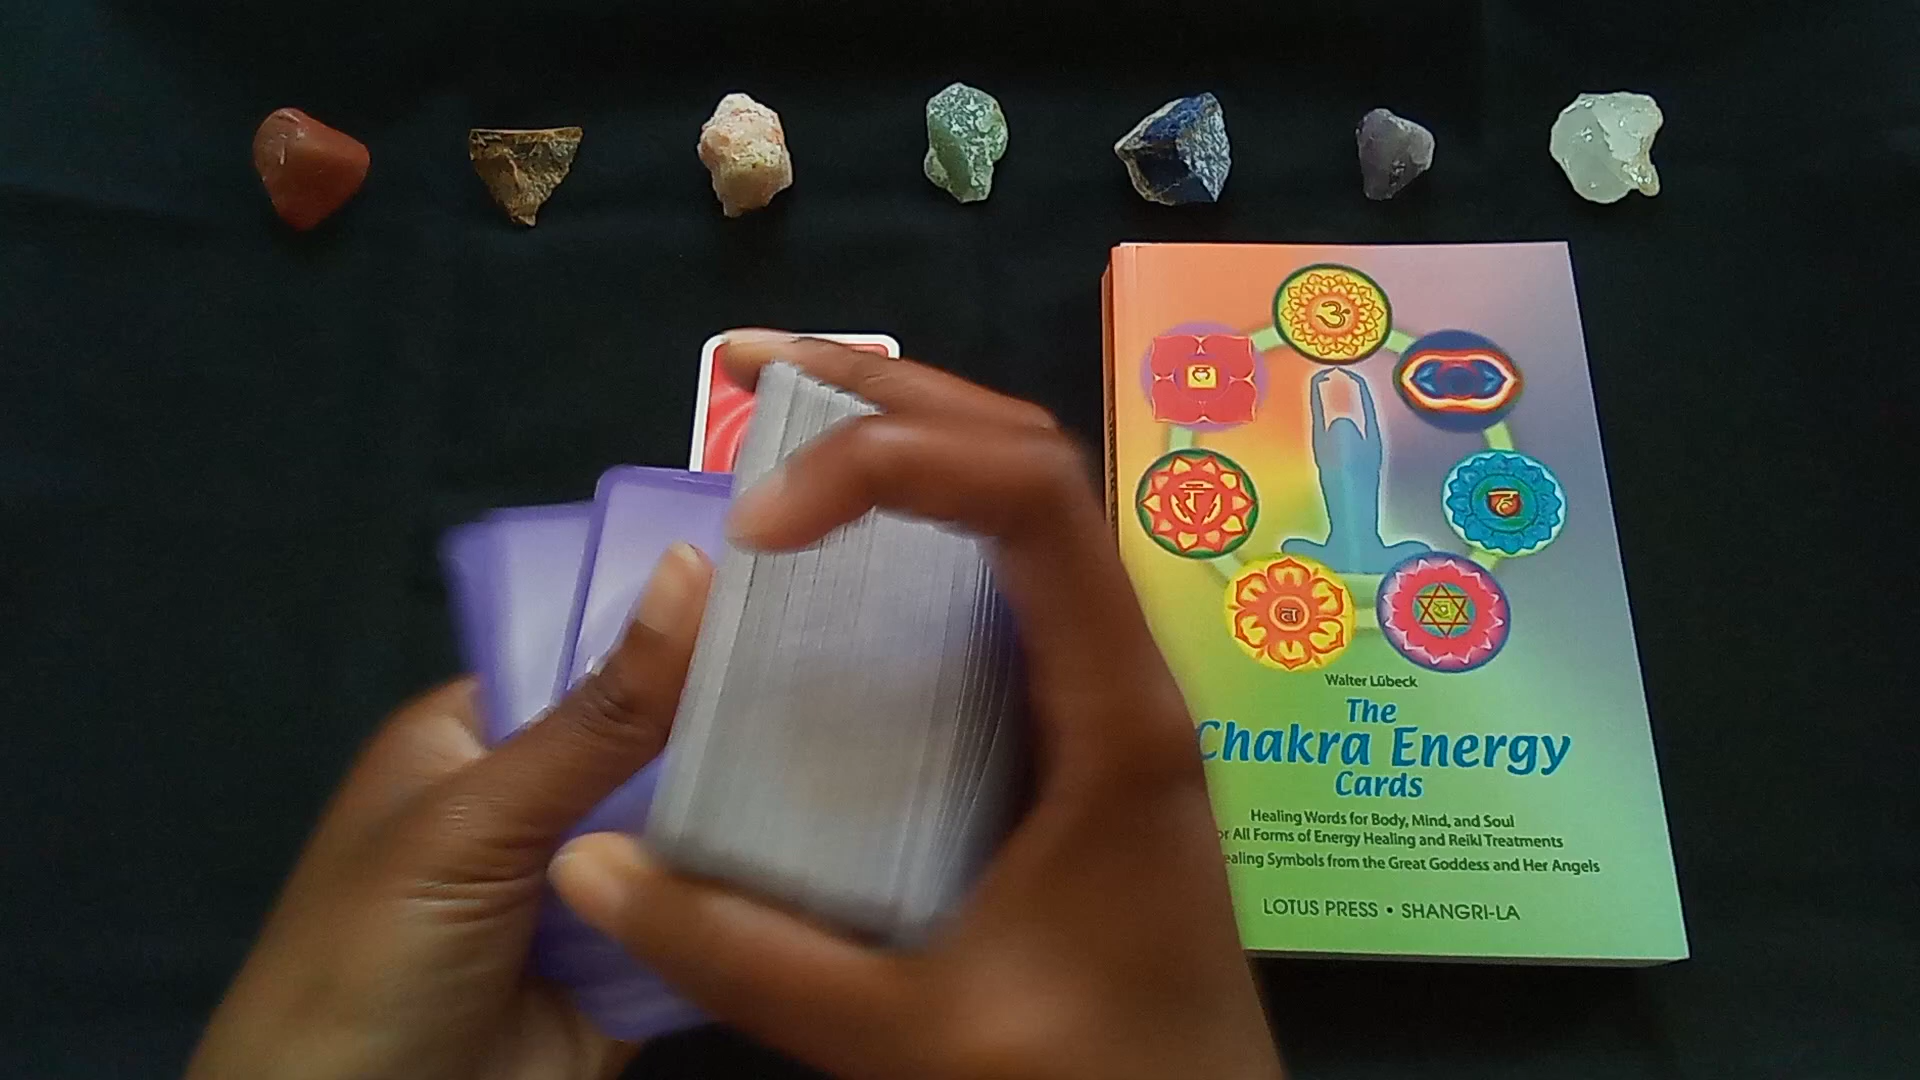 Walter Lübeck
The
Chakra Energy
Cards
Healing Words for Body, Mind, and Soul
or All Forms of Energy Healing and Reiki Treatments
ealing Symbols from the Great Goddess and Her Angels
LOTUS PRESS • SHANGRI-LA